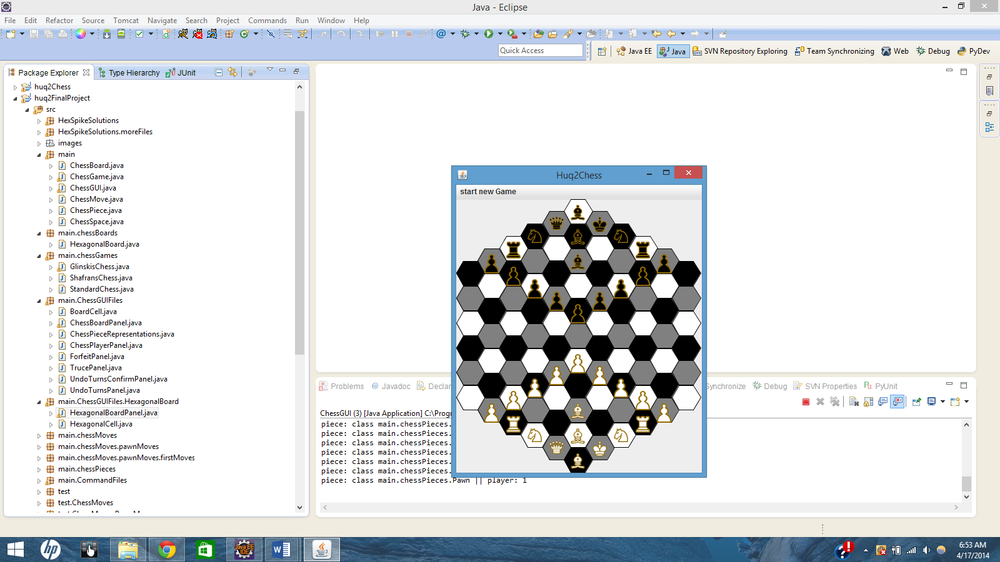 Java - Eclipse
File Edit Refactor Source Tomcat Navigate Search Project Commands Run Window Help
Quick Access
Java EE Java SVN Repository Exploring Team Synchronizing Web Debug PyDev
Package Explorer Type Hierarchy JUnit
huq2Chess
huq2FinalProject
src
HexSpikeSolutions
HexSpikeSolutions.moreFiles
images
main
ChessBoard.java
ChessGame.java
ChessGUI.java
ChessMove.java
ChessPiece.java
ChessSpace.java
main.chessBoards
HexagonalBoard.java
main.chessGames
GlinskisChess.java
ShafransChess.java
StandardChess.java
main.ChessGUIFiles
BoardCell.java
ChessBoardPanel.java
ChessPieceRepresentations.java
ChessPlayerPanel.java
ForfeitPanel.java
TrucePanel.java
UndoTurnsConfirmPanel.java
UndoTurnsPanel.java
main.ChessGUIFiles.HexagonalBoard
HexagonalBoardPanel.java
HexagonalCell.java
main.chessMoves
main.chessMoves.pawnMoves
main.chessMoves.pawnMoves.firstMoves
main.chessPieces
main.CommandFiles
test
test.ChessMoves
Huq2Chess
start new Game
Problems @ Javadoc Declar Synchronize Debug SVN Properties PyUnit
ChessGUI (3) [Java Application] C:\Progr
piece: class main.chessPieces.
piece: class main.chessPieces.
piece: class main.chessPieces.
piece: class main.chessPieces.
piece: class main.chessPieces.
piece: class main.chessPieces.
piece: class main.chessPieces.Pawn || player: 1
hp
Java EE
IDE
6:53 AM
4/17/2014